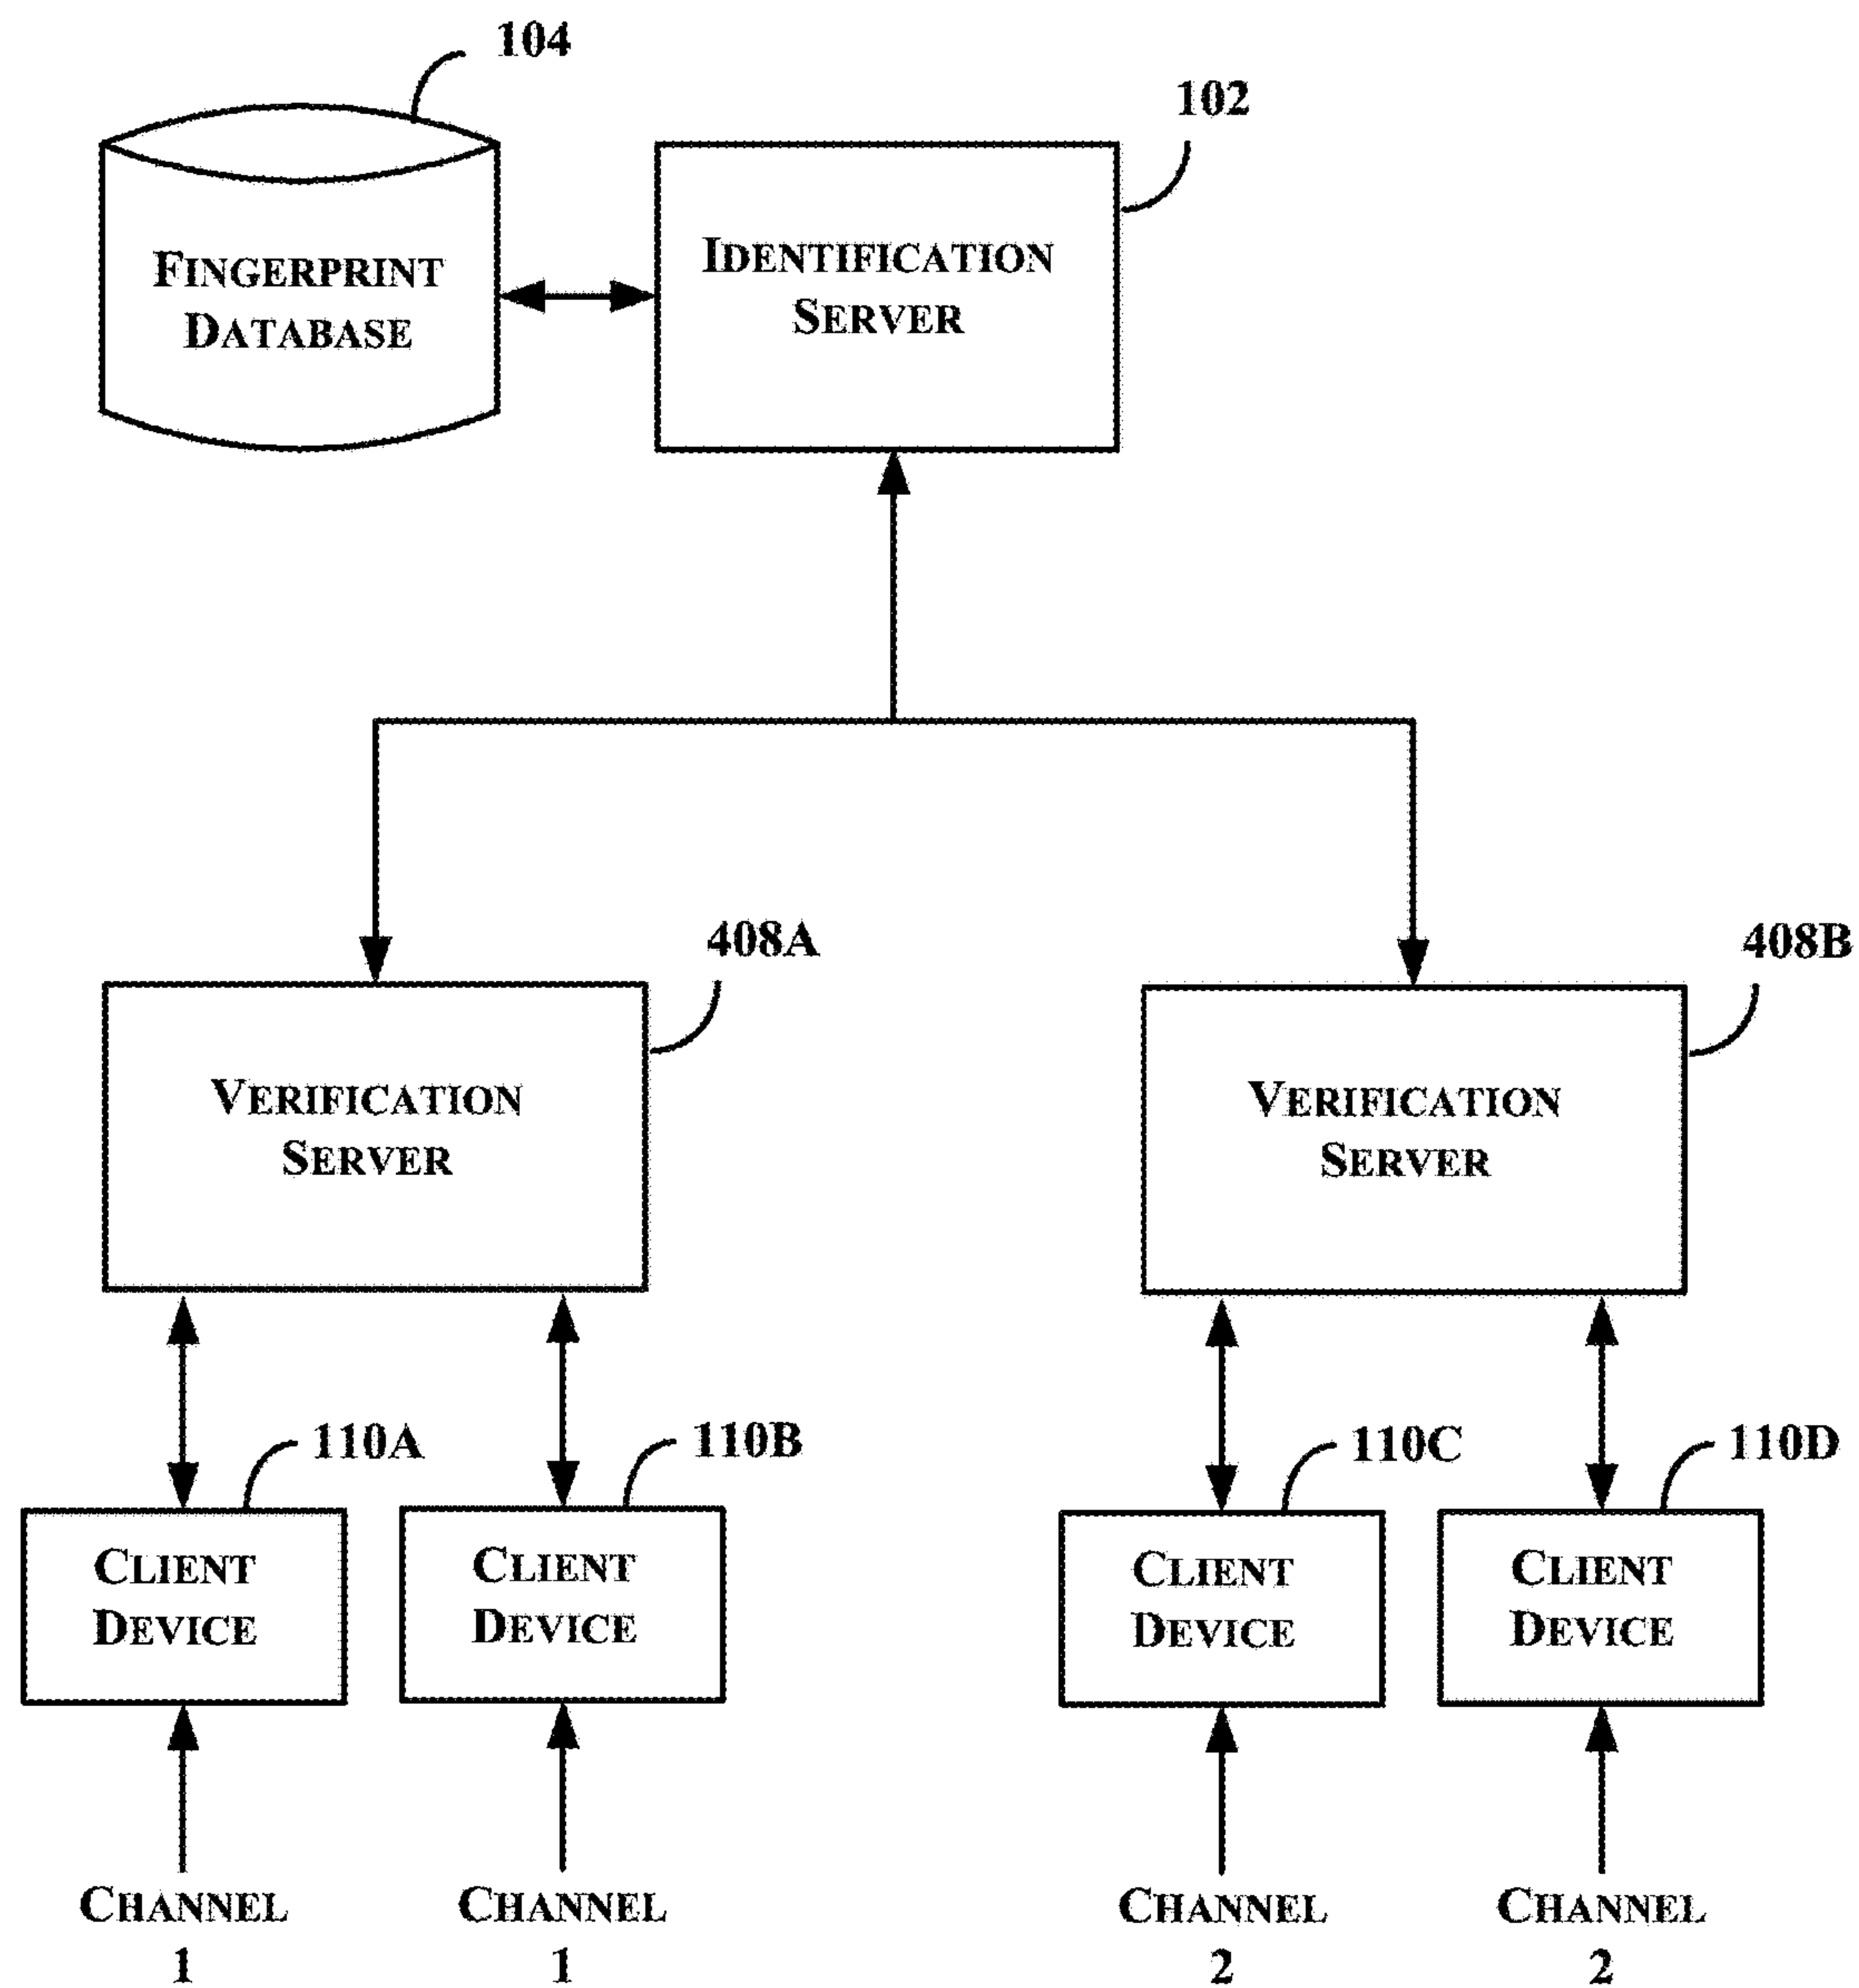 104
102
FINGERPRINT
DATABASE
IDENTIFICATION
SERVER
408A
408B
VERIFICATION
SERVER
VERIFICATION
SERVER
110A
110B
110C
110D
CLIENT
DEVICE
CLIENT
DEVICE
CLIENT
DEVICE
CLIENT
DEVICE
CHANNEL
1
CHANNEL
1
CHANNEL
2
CHANNEL
2